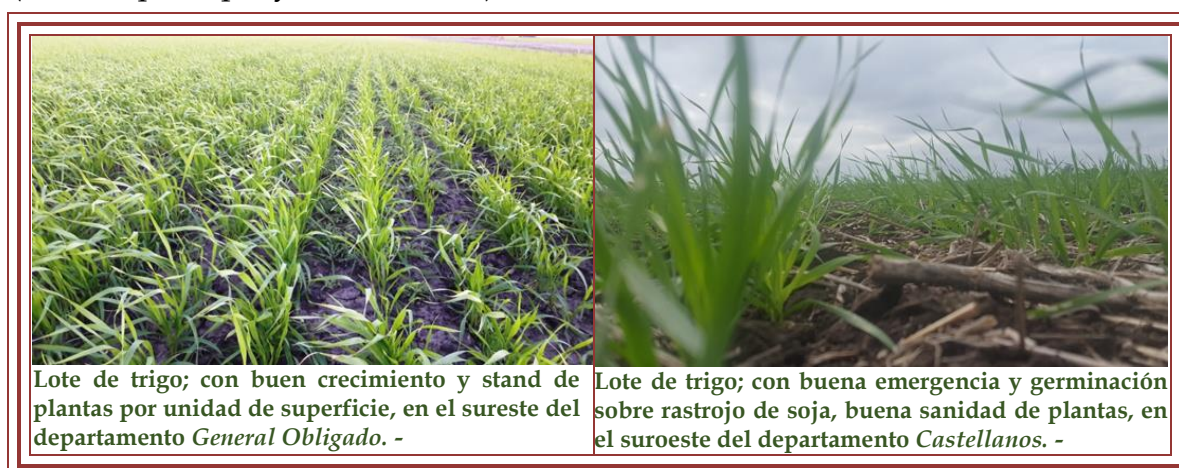 Lote de trigo; con buen crecimiento y stand de
plantas por unidad de superficie, en el sureste del
departamento General Obligado. -
Lote de trigo; con buena emergencia y germinación
sobre rastrojo de soja, buena sanidad de plantas, en
el suroeste del departamento Castellanos. -